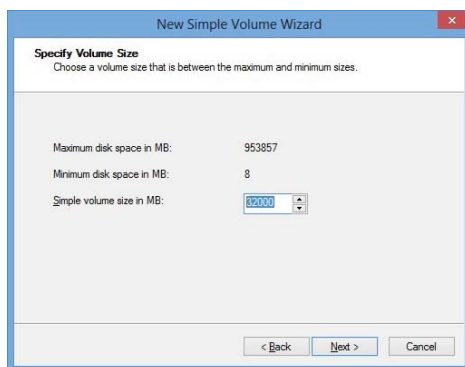 New Simple Volume Wizard
Specify Volume Size
Choose a volume size that is between the maximum and minimum sizes.
Maximum disk space in MB: 953857
Minimum disk space in MB: 8
Simple volume size in MB: 32000
< Back Next > Cancel